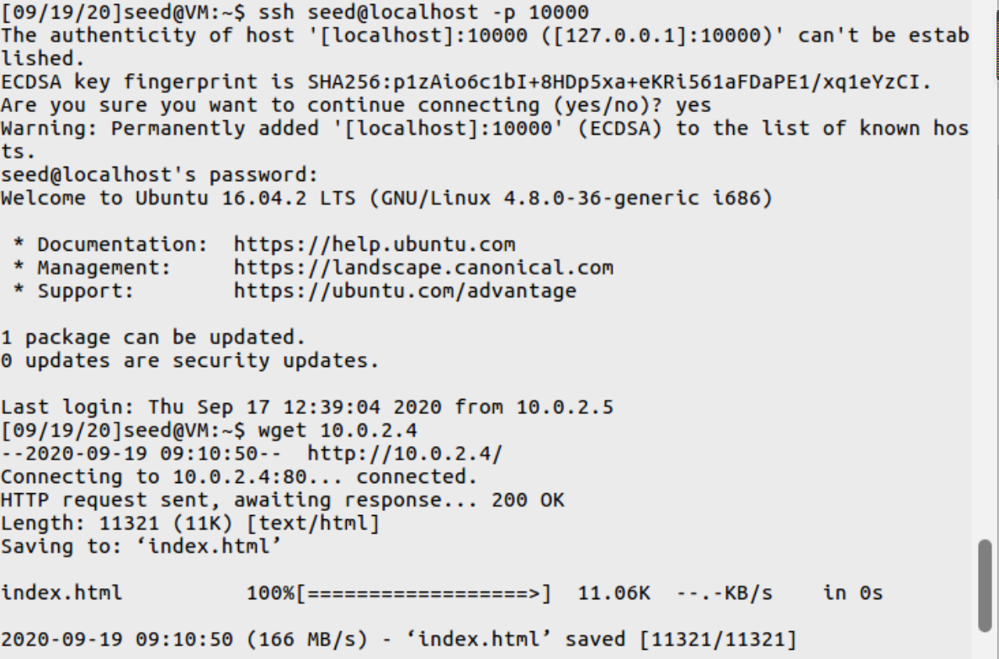 [09/19/20]seed@VM:~$ ssh seed@localhost -p 10000
The authenticity of host '[localhost]:10000 ([127.0.0.1]:10000)' can't be estab
lished.
ECDSA key fingerprint is SHA256:p1zAio6c1bI+8HDp5xa+eKRi561aFDaPE1/xq1eYzCI.
Are you sure you want to continue connecting (yes/no)? yes
Warning: Permanently added '[localhost]:10000' (ECDSA) to the list of known hos
ts.
seed@localhost's password:
Welcome to Ubuntu 16.04.2 LTS (GNU/Linux 4.8.0-36-generic i686)

 * Documentation:  https://help.ubuntu.com
 * Management:     https://landscape.canonical.com
 * Support:        https://ubuntu.com/advantage

1 package can be updated.
0 updates are security updates.

Last login: Thu Sep 17 12:39:04 2020 from 10.0.2.5
[09/19/20]seed@VM:~$ wget 10.0.2.4
--2020-09-19 09:10:50--  http://10.0.2.4/
Connecting to 10.0.2.4:80... connected.
HTTP request sent, awaiting response... 200 OK
Length: 11321 (11K) [text/html]
Saving to: ‘index.html’

index.html          100%[==================>]  11.06K  --.-KB/s    in 0s

2020-09-19 09:10:50 (166 MB/s) - ‘index.html’ saved [11321/11321]